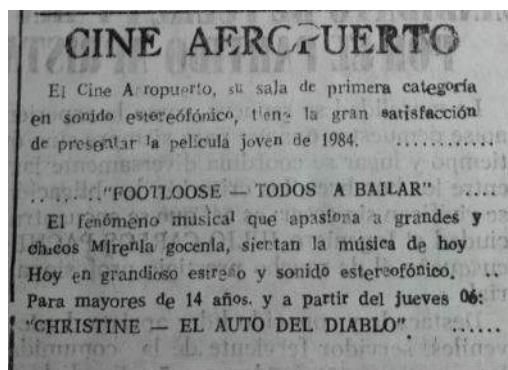 CINE AEROPUERTO
El Cine A ropuerto, su sala de primera categoría
en sonido estereofónico, tiene la gran satisfacción
de presentar la película joven de 1984. ............
.. ......"FOOTLOOSE — TODOS A BAILAR" .....
El fenómeno musical que apasiona a grandes y
chicos Mirenla gocenla, sientan la música de hoy
Hoy en grandioso estreno y sonido estereofónico. ..
Para mayores de 14 años. y a partir del jueves 06:
"CHRISTINE — EL AUTO DEL DIABLO" ......